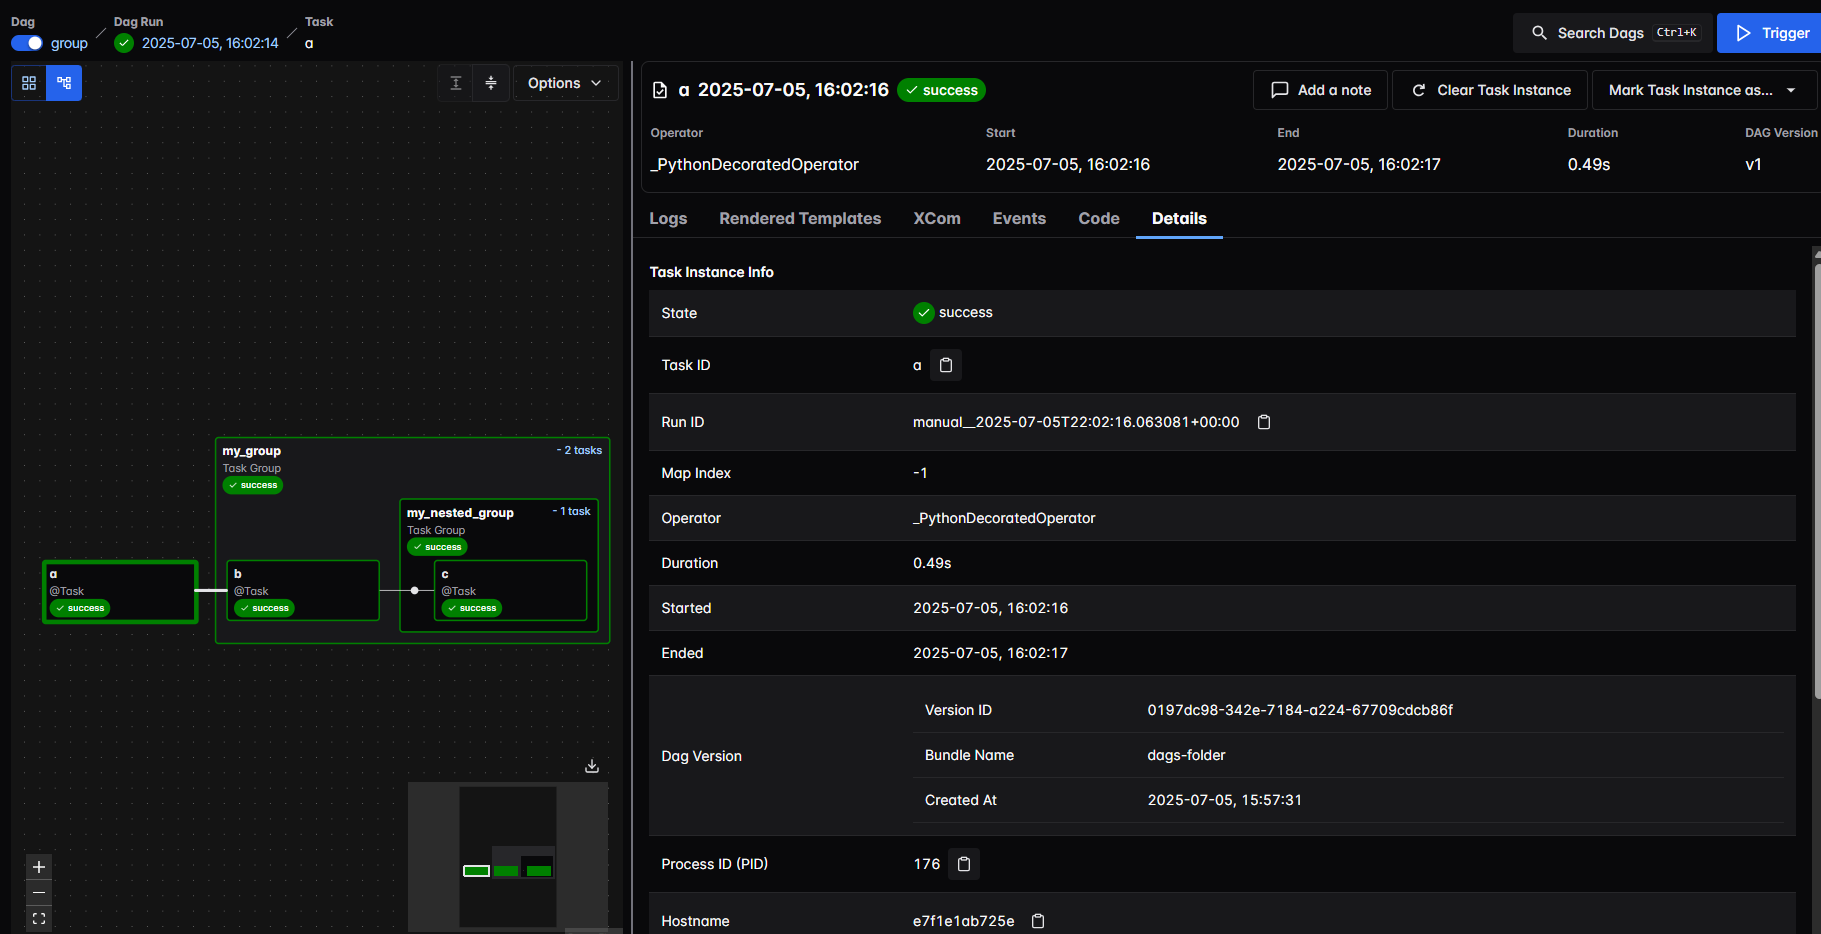 Dag
group
Dag Run
2025-07-05, 16:02:14
Task
a
Search Dags Ctrl+K
Trigger
Options
my_group - 2 tasks
Task Group
success
my_nested_group - 1 task
Task Group
success
a
@Task
success
b
@Task
success
c
@Task
success
a 2025-07-05, 16:02:16 success
Add a note
Clear Task Instance
Mark Task Instance as...
Operator Start End Duration DAG Version
_PythonDecoratedOperator 2025-07-05, 16:02:16 2025-07-05, 16:02:17 0.49s v1
Logs Rendered Templates XCom Events Code Details
Task Instance Info
State success
Task ID a
Run ID manual__2025-07-05T22:02:16.063081+00:00
Map Index -1
Operator _PythonDecoratedOperator
Duration 0.49s
Started 2025-07-05, 16:02:16
Ended 2025-07-05, 16:02:17
Dag Version
Version ID 0197dc98-342e-7184-a224-67709cdcb86f
Bundle Name dags-folder
Created At 2025-07-05, 15:57:31
Process ID (PID) 176
Hostname e7f1e1ab725e